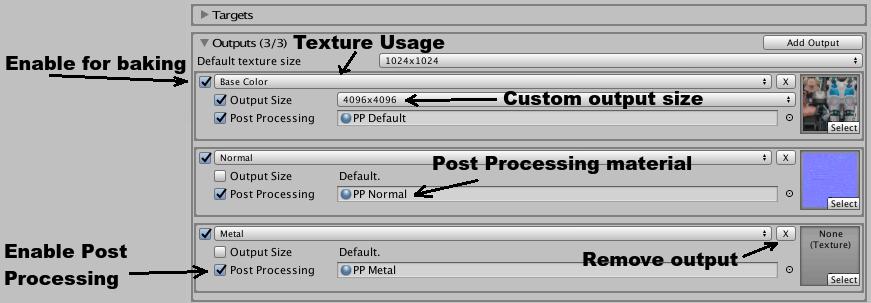 Targets
Outputs (3/3)
Texture Usage
Add Output
Enable for baking
Default texture size
1024x1024
Base Color
X
Output Size
4096x4096
Custom output size
Post Processing
PP Default
Select
Normal
X
Post Processing material
Output Size
Default.
Post Processing
PP Normal
Select
Metal
X
None
(Texture)
Enable Post
Processing
Output Size
Default.
Remove output
Post Processing
PP Metal
Select